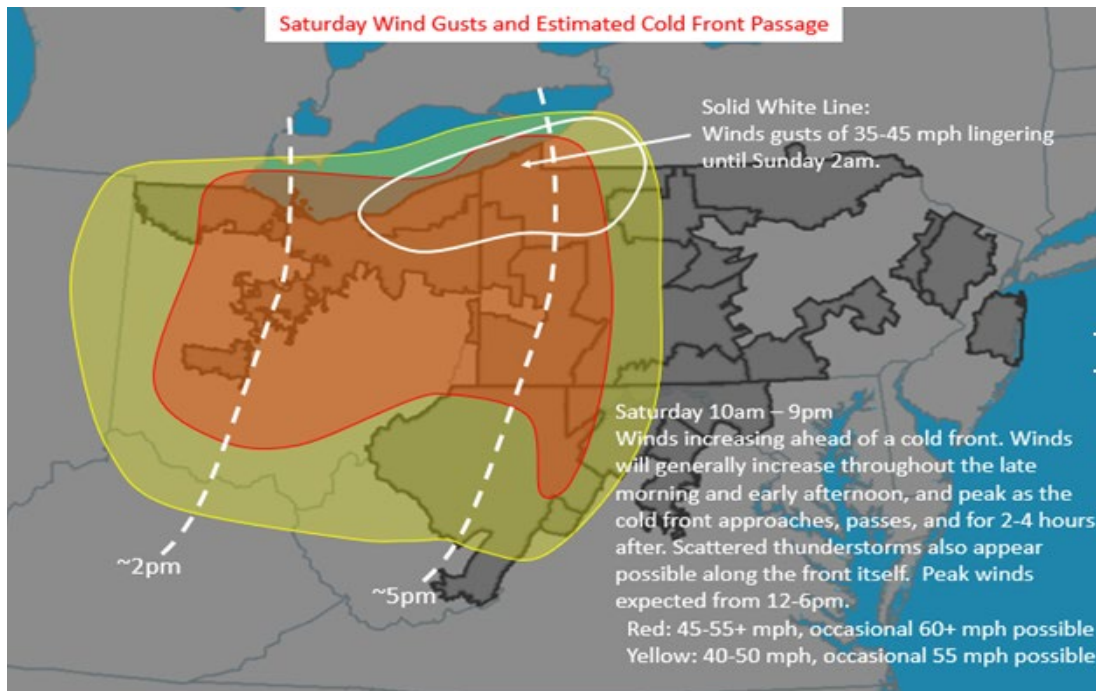 Saturday Wind Gusts and Estimated Cold Front Passage
Solid White Line:
Winds gusts of 35-45 mph lingering
until Sunday 2am.
~2pm
~5pm
Saturday 10am – 9pm
Winds increasing ahead of a cold front. Winds
will generally increase throughout the late
morning and early afternoon, and peak as the
cold front approaches, passes, and for 2-4 hours
after. Scattered thunderstorms also appear
possible along the front itself.  Peak winds
expected from 12-6pm.
Red: 45-55+ mph, occasional 60+ mph possible
Yellow: 40-50 mph, occasional 55 mph possible